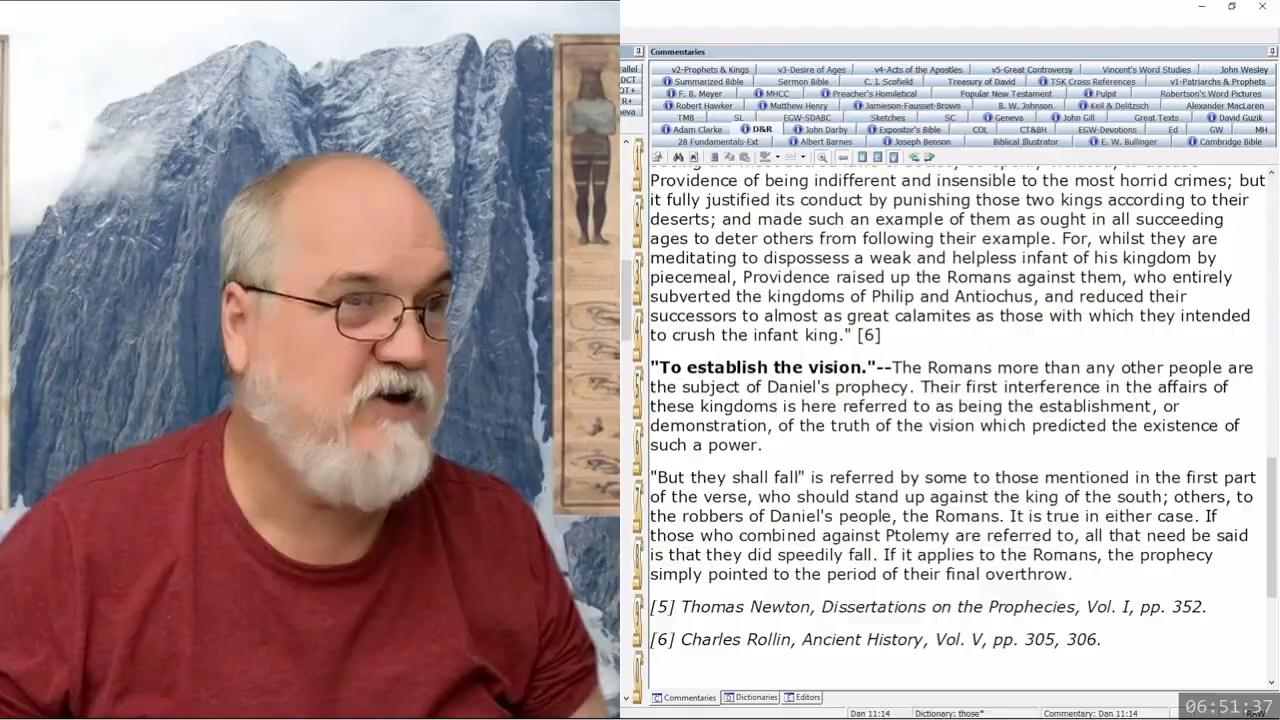 Commentaries
v2-Prophets & Kings v3-Desire of Ages v4-Acts of the Apostles v5-Great Controversy Vincent's Word Studies John Wesley
Summarized Bible Sermon Bible C. I. Scofield Treasury of David TSK Cross References v1-Patriarchs & Prophets
F. B. Meyer MHCC Preacher's Homiletical Popular New Testament Pulpit Robertson's Word Pictures
Robert Hawker Matthew Henry Jamieson-Fausset-Brown B. W. Johnson Keil & Delitzsch Alexander MacLaren
TMB SL EGW-SDABC Sketches SC Geneva John Gill Great Texts David Guzik
Adam Clarke D&R John Darby Expositor's Bible COL CT&BH EGW-Devotions Ed GW MH
28 Fundamentals-Ext Albert Barnes Joseph Benson Biblical Illustrator E. W. Bullinger Cambridge Bible
Providence of being indifferent and insensible to the most horrid crimes; but
it fully justified its conduct by punishing those two kings according to their
deserts; and made such an example of them as ought in all succeeding
ages to deter others from following their example. For, whilst they are
meditating to dispossess a weak and helpless infant of his kingdom by
piecemeal, Providence raised up the Romans against them, who entirely
subverted the kingdoms of Philip and Antiochus, and reduced their
successors to almost as great calamites as those with which they intended
to crush the infant king." [6]
"To establish the vision."--The Romans more than any other people are
the subject of Daniel's prophecy. Their first interference in the affairs of
these kingdoms is here referred to as being the establishment, or
demonstration, of the truth of the vision which predicted the existence of
such a power.
"But they shall fall" is referred by some to those mentioned in the first part
of the verse, who should stand up against the king of the south; others, to
the robbers of Daniel's people, the Romans. It is true in either case. If
those who combined against Ptolemy are referred to, all that need be said
is that they did speedily fall. If it applies to the Romans, the prophecy
simply pointed to the period of their final overthrow.
[5] Thomas Newton, Dissertations on the Prophecies, Vol. I, pp. 352.
[6] Charles Rollin, Ancient History, Vol. V, pp. 305, 306.
Commentaries Dictionaries Editors
Dan 11:14 Dictionary: those* Commentary: Dan 11:14
06:51:37